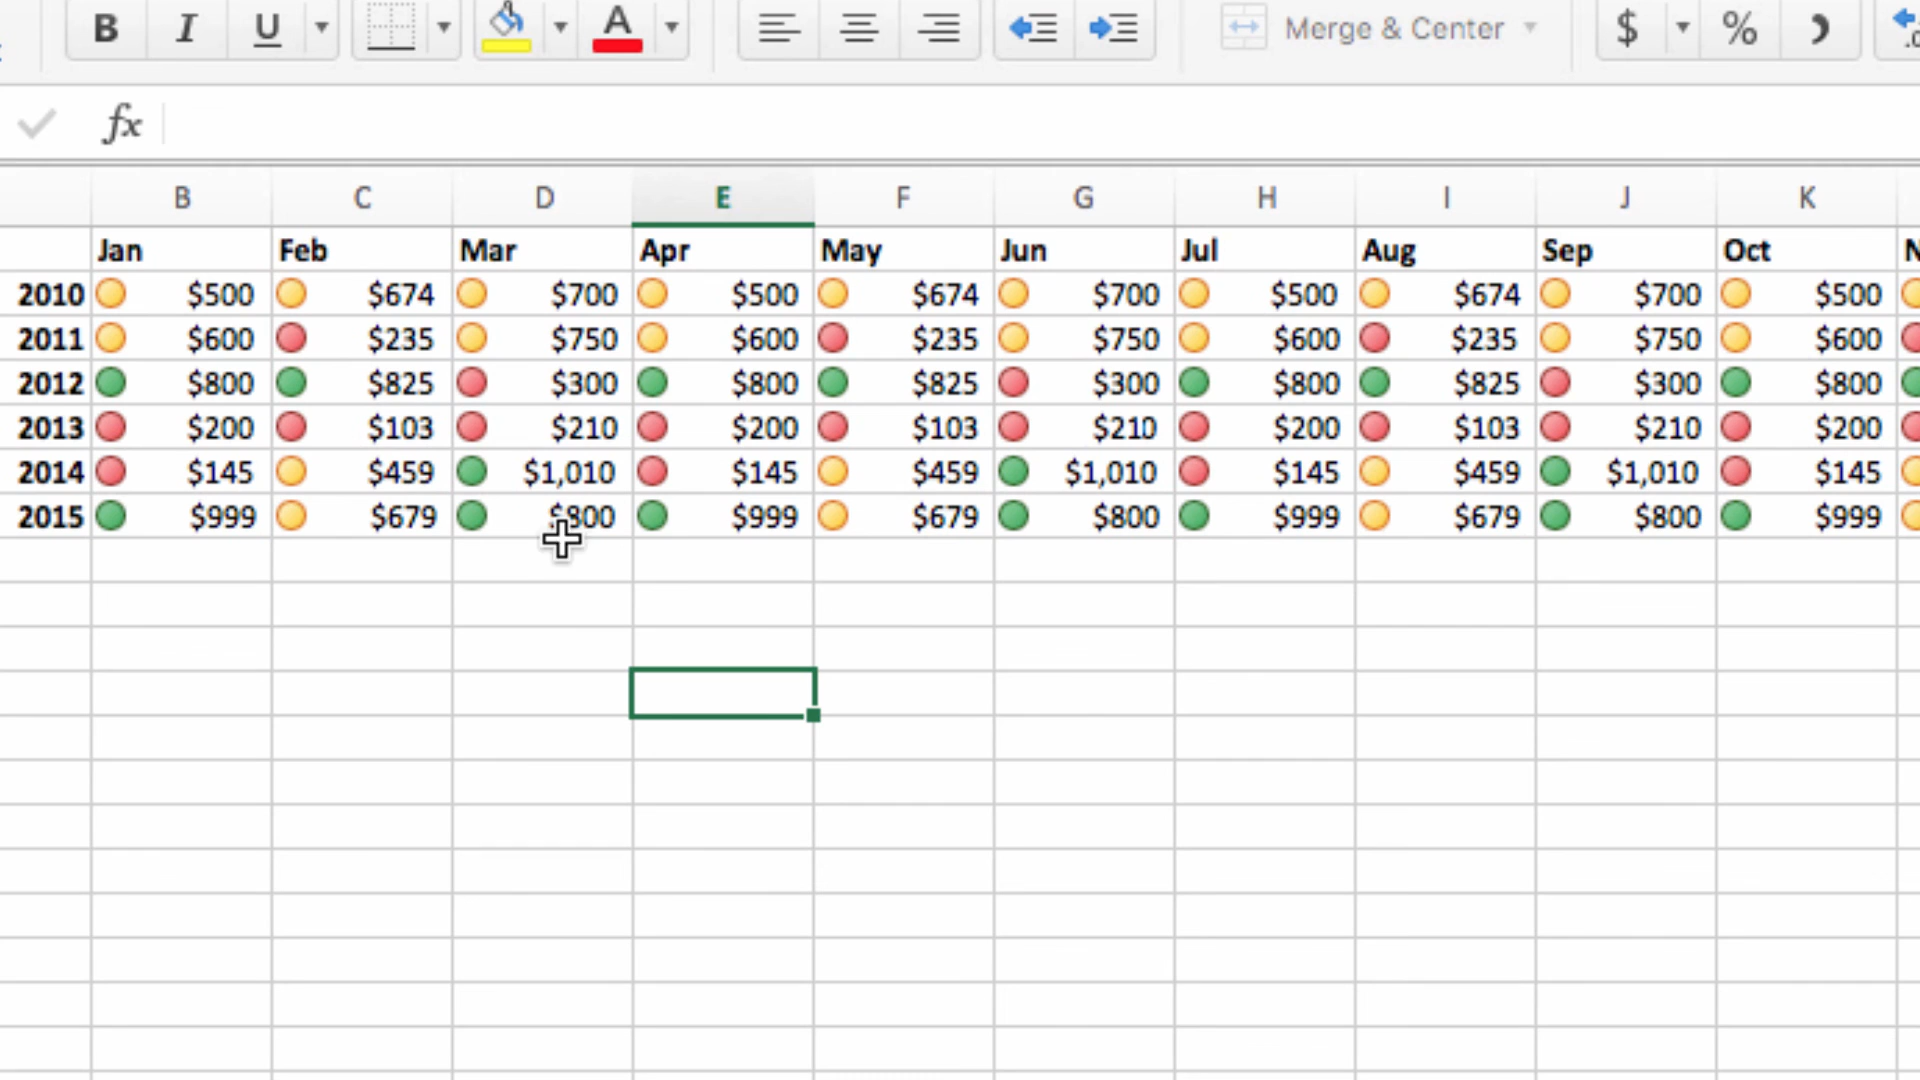 B I U A Merge & Center $ % .0
fx
B C D E F G H I J K
Jan Feb Mar Apr May Jun Jul Aug Sep Oct N
2010 $500 $674 $700 $500 $674 $700 $500 $674 $700 $500
2011 $600 $235 $750 $600 $235 $750 $600 $235 $750 $600
2012 $800 $825 $300 $800 $825 $300 $800 $825 $300 $800
2013 $200 $103 $210 $200 $103 $210 $200 $103 $210 $200
2014 $145 $459 $1,010 $145 $459 $1,010 $145 $459 $1,010 $145
2015 $999 $679 $800 $999 $679 $800 $999 $679 $800 $999